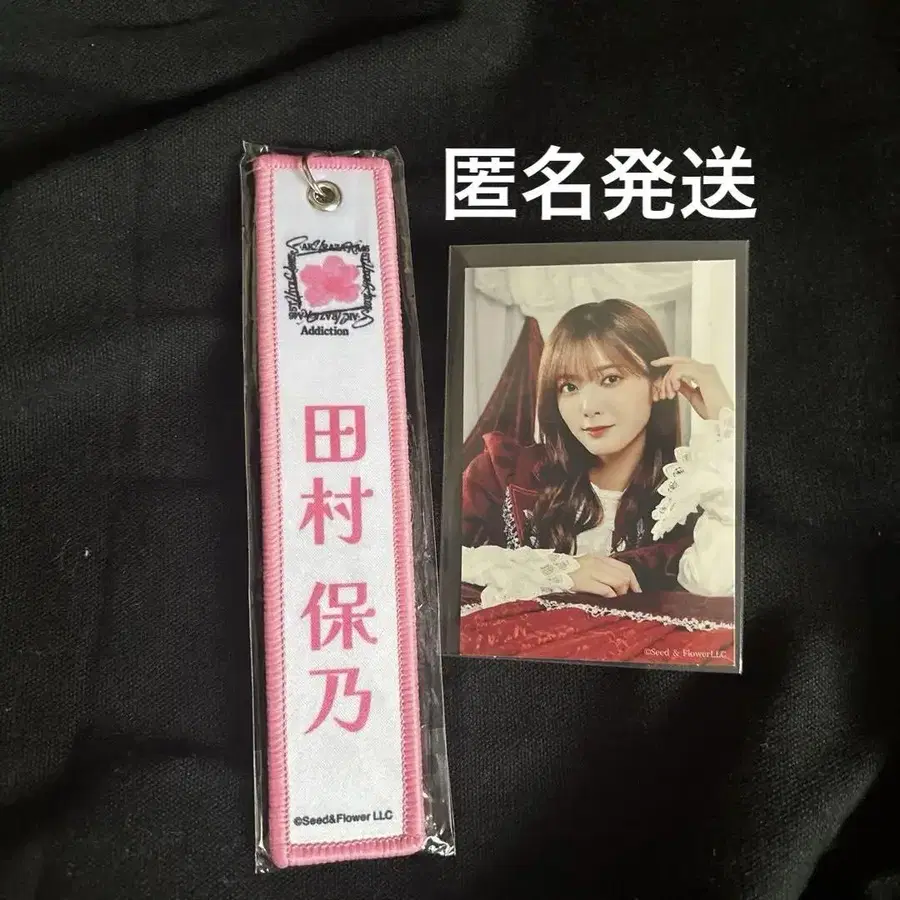 匿名発送
Addiction
田村 保乃
©Seed&Flower LLC
©Seed & FlowerLLC